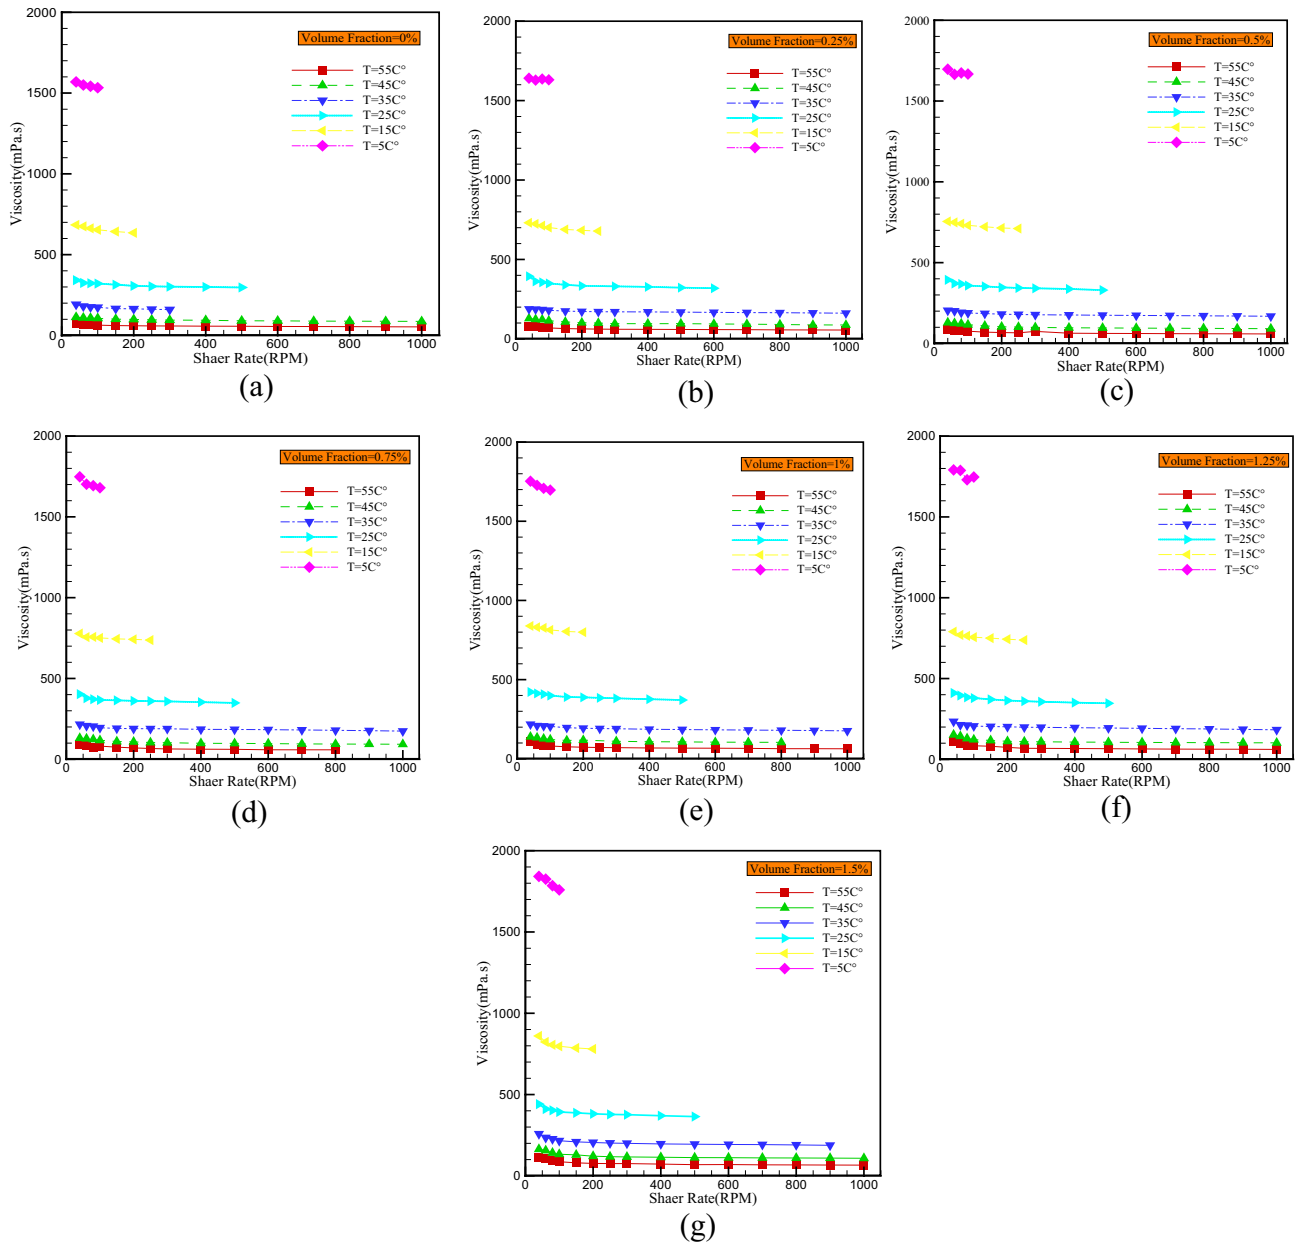 2000
1500
1000
500
0
Viscosity(mPa.s)
Volume Fraction=0%
T=55C°
T=45C°
T=35C°
T=25C°
T=15C°
T=5C°
0 200 400 600 800 1000
Shaer Rate(RPM)
(a)
2000
1500
1000
500
0
Viscosity(mPa.s)
Volume Fraction=0.25%
T=55C°
T=45C°
T=35C°
T=25C°
T=15C°
T=5C°
0 200 400 600 800 1000
Shaer Rate(RPM)
(b)
2000
1500
1000
500
0
Viscosity(mPa.s)
Volume Fraction=0.5%
T=55C°
T=45C°
T=35C°
T=25C°
T=15C°
T=5C°
0 200 400 600 800 1000
Shaer Rate(RPM)
(c)
2000
1500
1000
500
0
Viscosity(mPa.s)
Volume Fraction=0.75%
T=55C°
T=45C°
T=35C°
T=25C°
T=15C°
T=5C°
0 200 400 600 800 1000
Shaer Rate(RPM)
(d)
2000
1500
1000
500
0
Viscosity(mPa.s)
Volume Fraction=1%
T=55C°
T=45C°
T=35C°
T=25C°
T=15C°
T=5C°
0 200 400 600 800 1000
Shaer Rate(RPM)
(e)
2000
1500
1000
500
0
Viscosity(mPa.s)
Volume Fraction=1.25%
T=55C°
T=45C°
T=35C°
T=25C°
T=15C°
T=5C°
0 200 400 600 800 1000
Shaer Rate(RPM)
(f)
2000
1500
1000
500
0
Viscosity(mPa.s)
Volume Fraction=1.5%
T=55C°
T=45C°
T=35C°
T=25C°
T=15C°
T=5C°
0 200 400 600 800 1000
Shaer Rate(RPM)
(g)